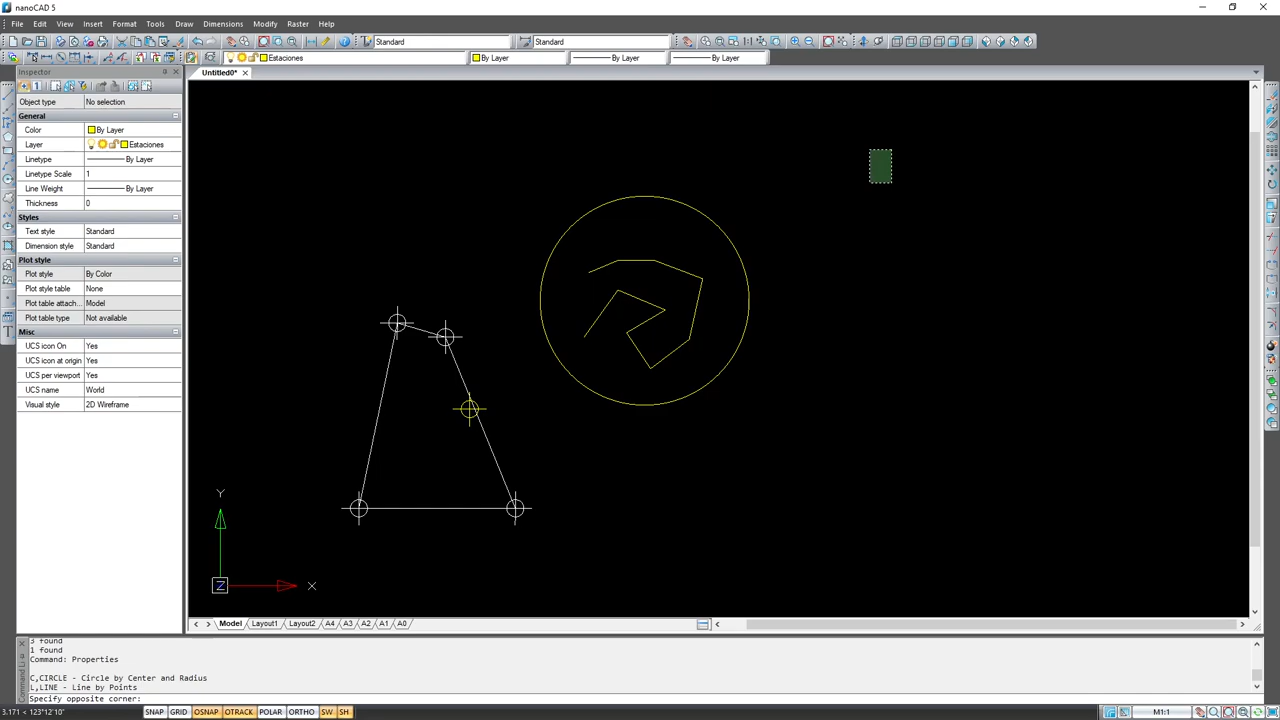 nanoCAD 5
File Edit View Insert Format Tools Draw Dimensions Modify Raster Help
Standard Standard
Estaciones By Layer By Layer By Layer
Inspector
Untitled0*
Object type No selection
General
Color By Layer
Layer Estaciones
Linetype By Layer
Linetype Scale 1
Line Weight By Layer
Thickness 0
Styles
Text style Standard
Dimension style Standard
Plot style
Plot style By Color
Plot style table None
Plot table attach... Model
Plot table type Not available
Misc
UCS icon On Yes
UCS icon at origin Yes
UCS per viewport Yes
UCS name World
Visual style 2D Wireframe
Y
Z X
Model Layout1 Layout2 A4 A3 A2 A1 A0
3 found
1 found
Command: Properties
C,CIRCLE - Circle by Center and Radius
L,LINE - Line by Points
Specify opposite corner:
3.171 < 123°12'10" SNAP GRID OSNAP OTRACK POLAR ORTHO SW SH M1:1